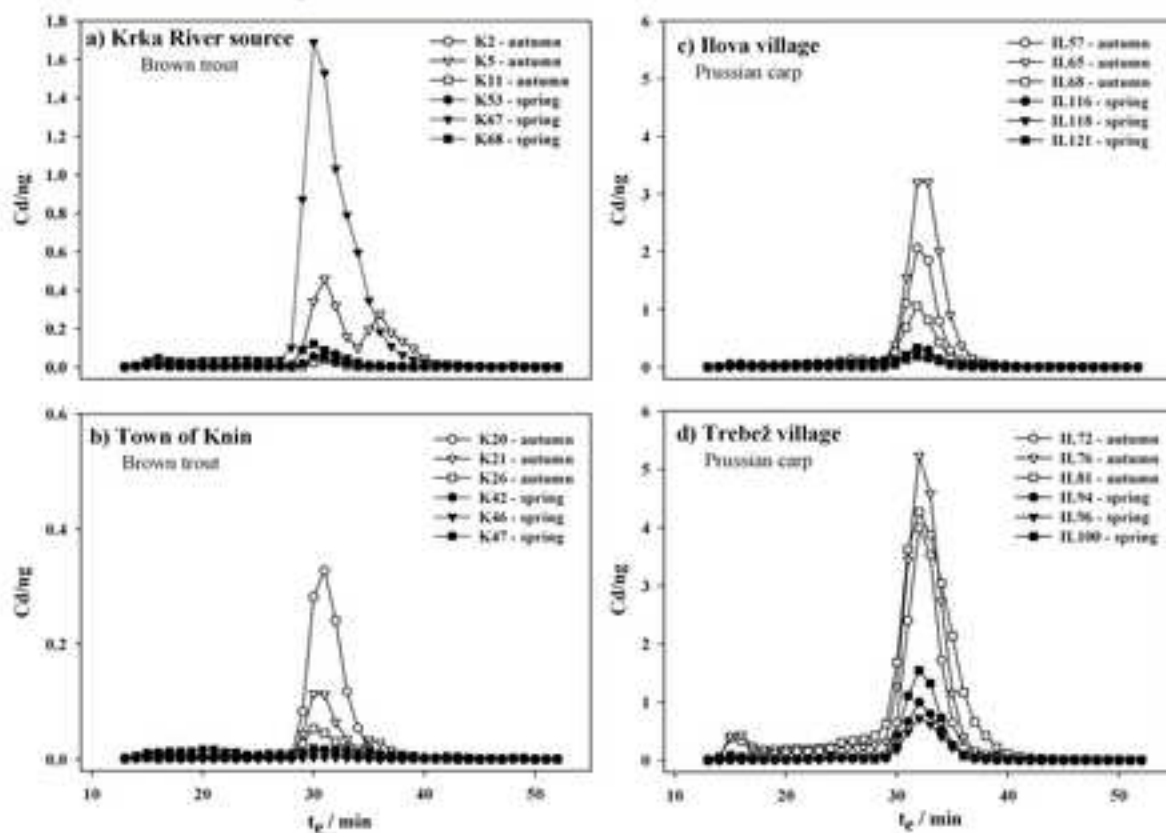 a) Krka River source
Brown trout
K2 - autumn
K5 - autumn
K11 - autumn
K53 - spring
K67 - spring
K68 - spring
Cd/ng
1.8
1.6
1.4
1.2
1.0
0.8
0.6
0.4
0.2
0.0
c) Ilova village
Prussian carp
IL57 - autumn
IL65 - autumn
IL68 - autumn
IL116 - spring
IL118 - spring
IL121 - spring
Cd/ng
6
5
4
3
2
1
0
b) Town of Knin
Brown trout
K20 - autumn
K21 - autumn
K26 - autumn
K42 - spring
K46 - spring
K47 - spring
Cd/ng
0.6
0.4
0.2
0.0
10 20 30 40 50
te / min
d) Trebež village
Prussian carp
IL72 - autumn
IL76 - autumn
IL81 - autumn
IL94 - spring
IL96 - spring
IL100 - spring
Cd/ng
6
5
4
3
2
1
0
10 20 30 40 50
te / min